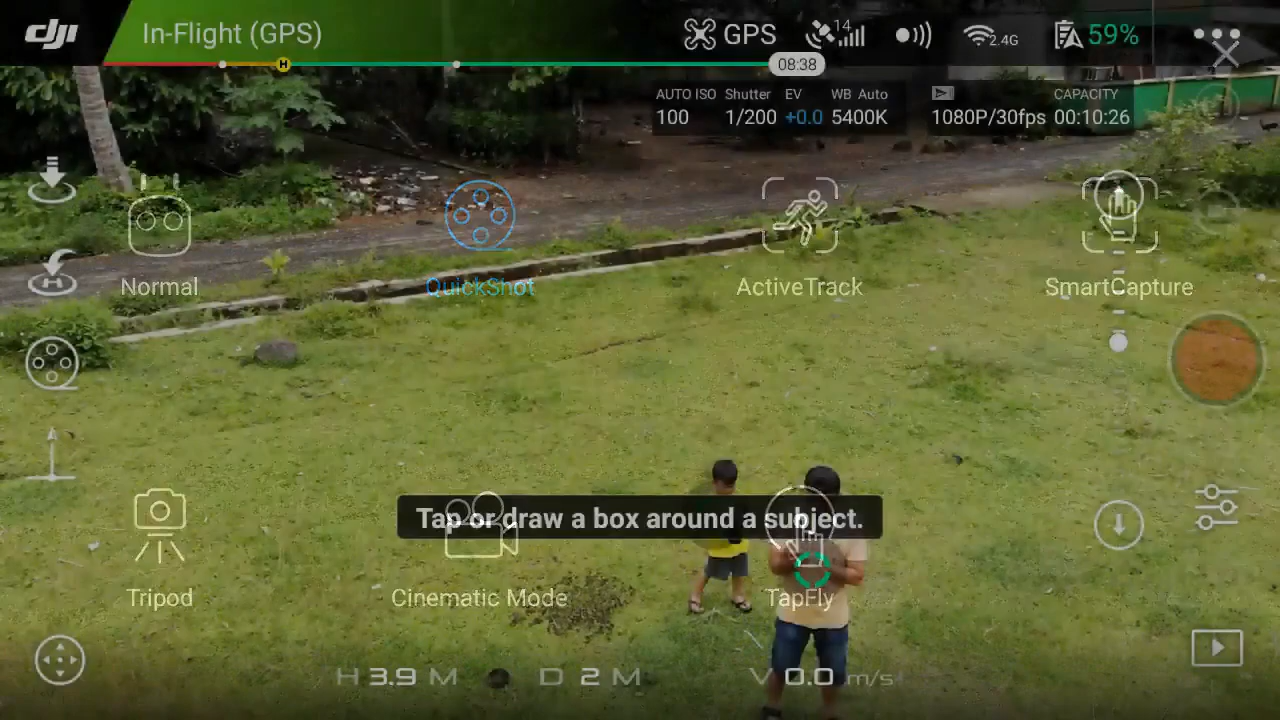 dji In-Flight (GPS) GPS 14 2.4G 59%
H 08:38
AUTO ISO Shutter EV WB Auto CAPACITY
100 1/200 +0.0 5400K 1080P/30fps 00:10:26
H
Normal QuickShot ActiveTrack SmartCapture
Tap or draw a box around a subject.
Tripod Cinematic Mode TapFly
H 3.9 M D 2 M V 0.0 m/s